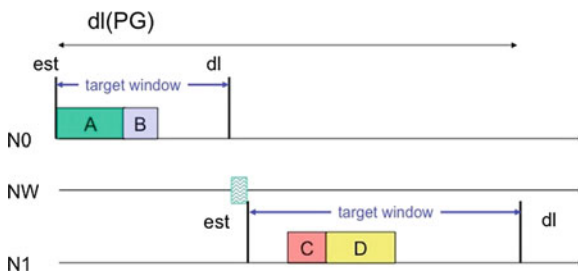 dl(PG)
est target window dl
A B
N0
NW
est target window dl
C D
N1